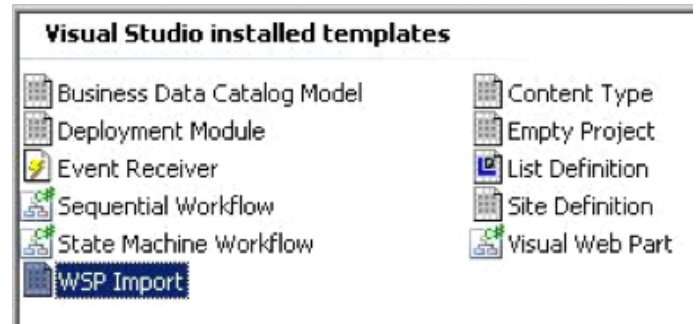 Visual Studio installed templates
Business Data Catalog Model
Content Type
Deployment Module
Empty Project
Event Receiver
List Definition
Sequential Workflow
Site Definition
State Machine Workflow
Visual Web Part
WSP Import